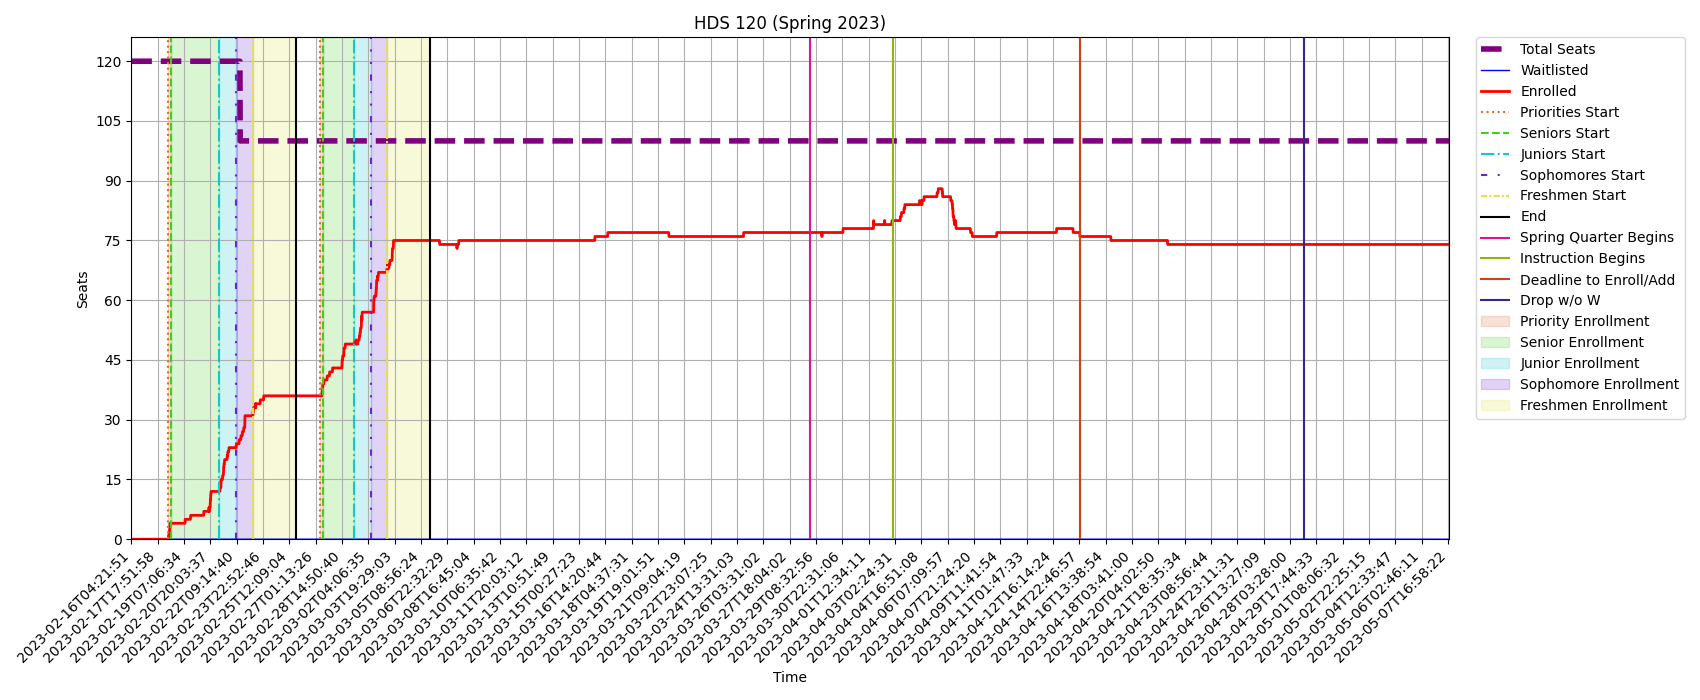 HDS 120 (Spring 2023)
120
105
90
75
60
45
30
15
0
Seats
2023-02-16T04:21:51
2023-02-17T17:51:58
2023-02-19T07:06:34
2023-02-20T20:03:37
2023-02-22T09:14:40
2023-02-23T22:52:46
2023-02-25T12:09:04
2023-02-27T01:13:26
2023-02-28T14:50:40
2023-03-02T04:06:35
2023-03-03T19:29:03
2023-03-05T08:56:24
2023-03-06T22:32:29
2023-03-08T16:45:04
2023-03-10T06:35:42
2023-03-11T20:03:12
2023-03-13T10:51:49
2023-03-15T00:27:23
2023-03-16T14:20:44
2023-03-18T04:37:31
2023-03-19T19:01:51
2023-03-21T09:04:19
2023-03-22T23:07:25
2023-03-24T13:31:03
2023-03-26T03:31:02
2023-03-27T18:04:02
2023-03-29T08:32:56
2023-03-30T22:31:06
2023-04-01T12:34:11
2023-04-03T02:24:31
2023-04-04T16:51:08
2023-04-06T07:09:57
2023-04-07T21:24:20
2023-04-09T11:41:54
2023-04-11T01:47:33
2023-04-12T16:14:24
2023-04-14T22:46:57
2023-04-16T13:38:54
2023-04-18T03:41:00
2023-04-20T04:02:50
2023-04-21T18:35:34
2023-04-23T08:56:44
2023-04-24T23:11:31
2023-04-26T13:27:09
2023-04-28T03:28:00
2023-04-29T17:44:33
2023-05-01T08:06:32
2023-05-02T22:25:15
2023-05-04T12:33:47
2023-05-06T02:46:11
2023-05-07T16:58:22
Time
Total Seats
Waitlisted
Enrolled
Priorities Start
Seniors Start
Juniors Start
Sophomores Start
Freshmen Start
End
Spring Quarter Begins
Instruction Begins
Deadline to Enroll/Add
Drop w/o W
Priority Enrollment
Senior Enrollment
Junior Enrollment
Sophomore Enrollment
Freshmen Enrollment